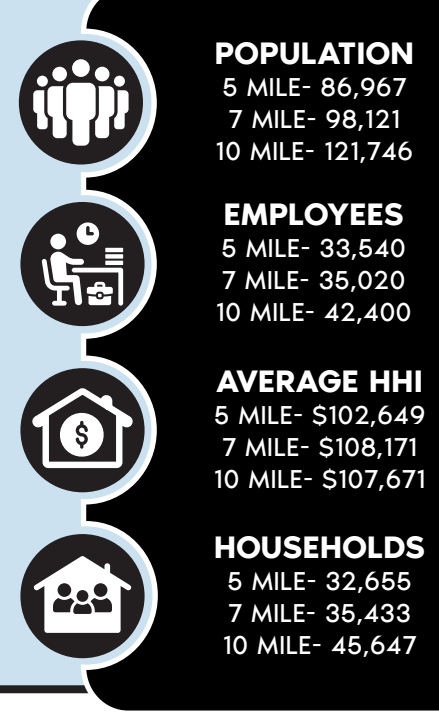 POPULATION
5 MILE- 86,967
7 MILE- 98,121
10 MILE- 121,746
EMPLOYEES
5 MILE- 33,540
7 MILE- 35,020
10 MILE- 42,400
AVERAGE HHI
5 MILE- $102,649
7 MILE- $108,171
10 MILE- $107,671
HOUSEHOLDS
5 MILE- 32,655
7 MILE- 35,433
10 MILE- 45,647